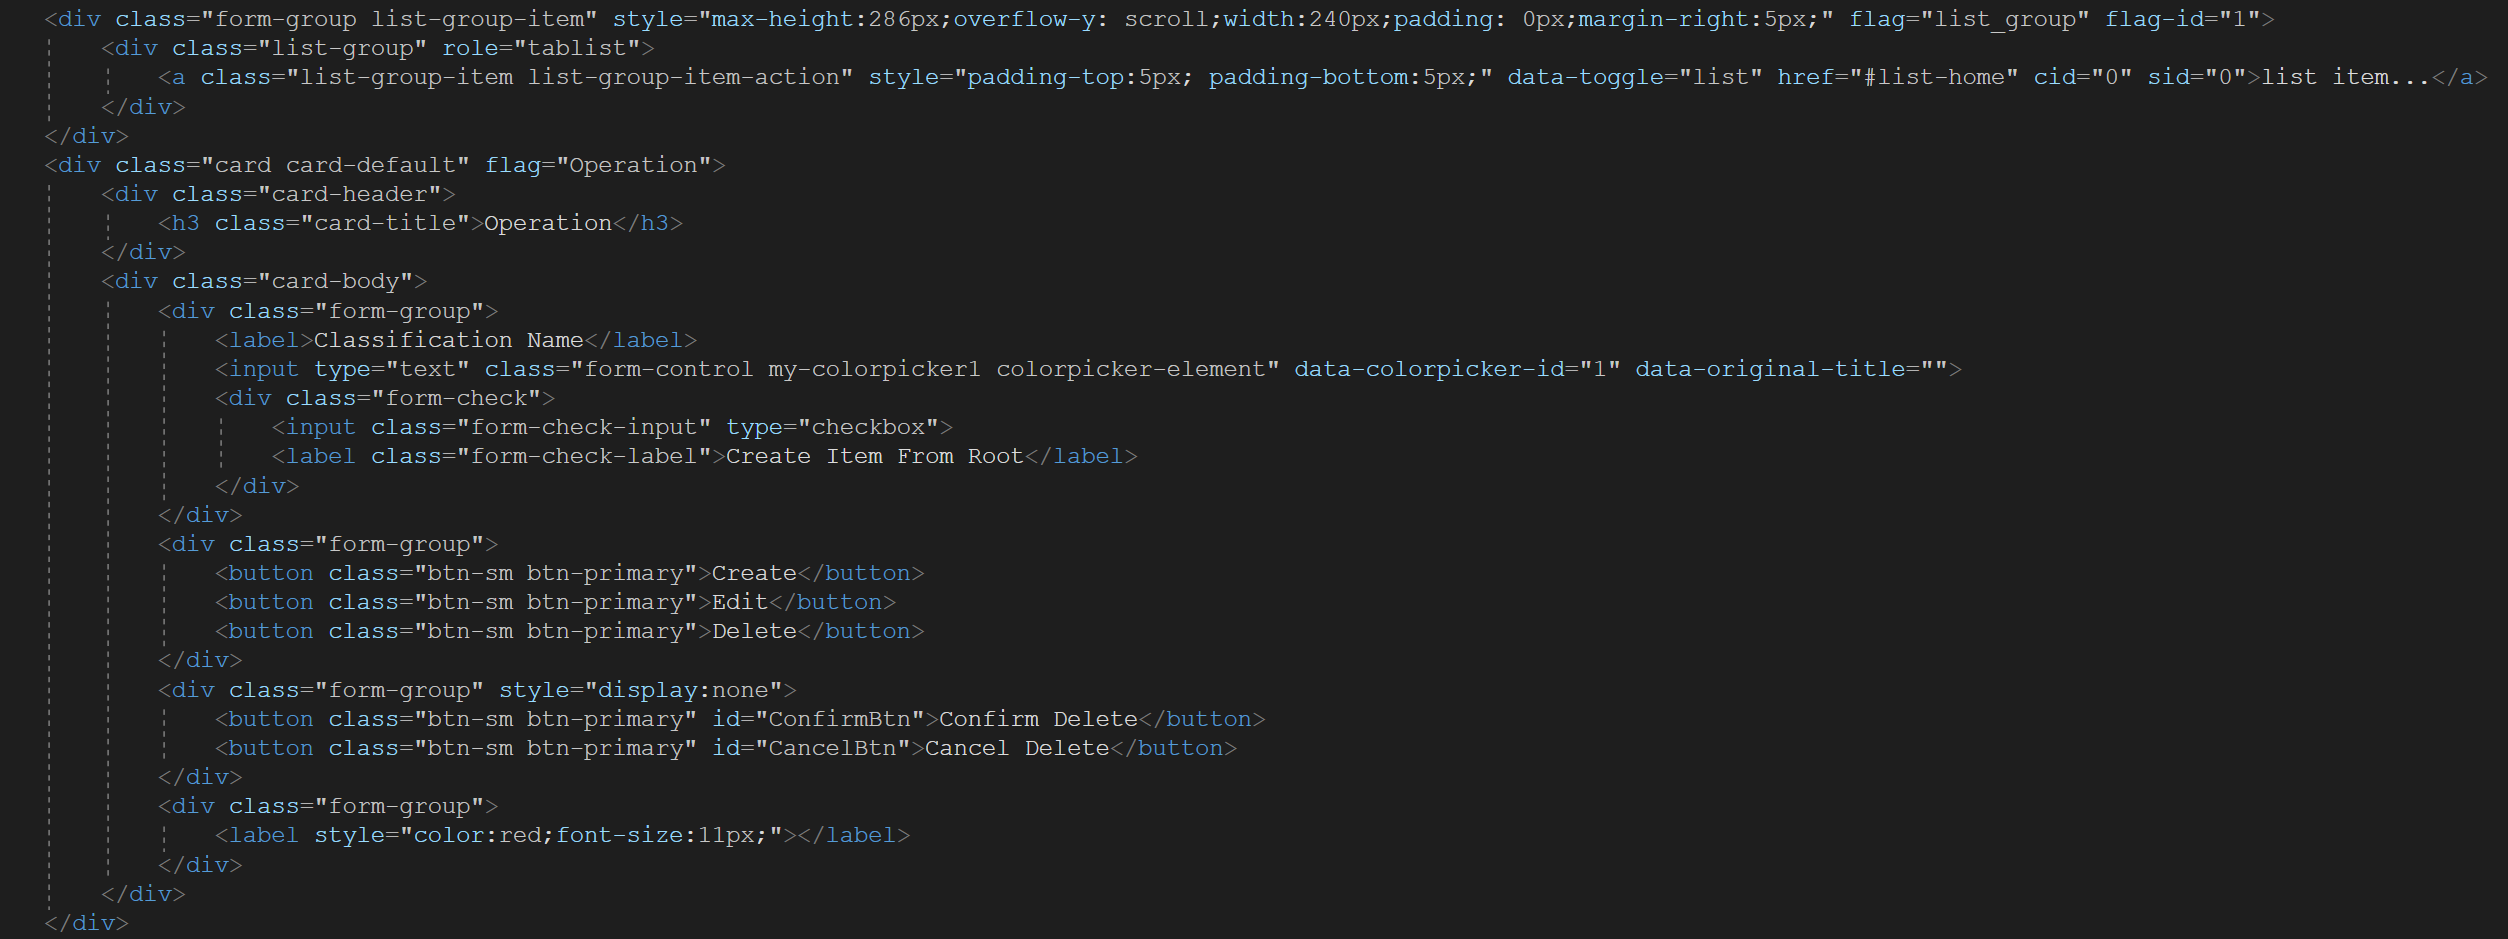 <div class="form-group list-group-item" style="max-height:286px;overflow-y: scroll;width:240px;padding: 0px;margin-right:5px;" flag="list_group" flag-id="1">
<div class="list-group" role="tablist">
<a class="list-group-item list-group-item-action" style="padding-top:5px; padding-bottom:5px;" data-toggle="list" href="#list-home" cid="0" sid="0">list item...</a>
</div>
</div>
<div class="card card-default" flag="Operation">
<div class="card-header">
<h3 class="card-title">Operation</h3>
</div>
<div class="card-body">
<div class="form-group">
<label>Classification Name</label>
<input type="text" class="form-control my-colorpicker1 colorpicker-element" data-colorpicker-id="1" data-original-title="">
<div class="form-check">
<input class="form-check-input" type="checkbox">
<label class="form-check-label">Create Item From Root</label>
</div>
</div>
<div class="form-group">
<button class="btn-sm btn-primary">Create</button>
<button class="btn-sm btn-primary">Edit</button>
<button class="btn-sm btn-primary">Delete</button>
</div>
<div class="form-group" style="display:none">
<button class="btn-sm btn-primary" id="ConfirmBtn">Confirm Delete</button>
<button class="btn-sm btn-primary" id="CancelBtn">Cancel Delete</button>
</div>
<div class="form-group">
<label style="color:red;font-size:11px;"></label>
</div>
</div>
</div>